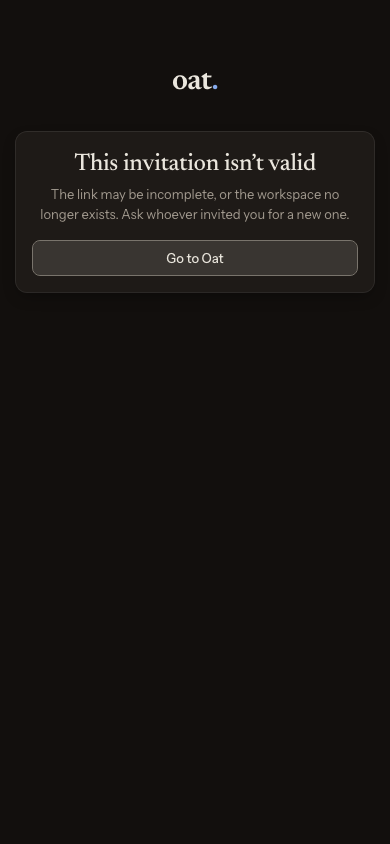 oat.
This invitation isn’t valid
The link may be incomplete, or the workspace no
longer exists. Ask whoever invited you for a new one.
Go to Oat